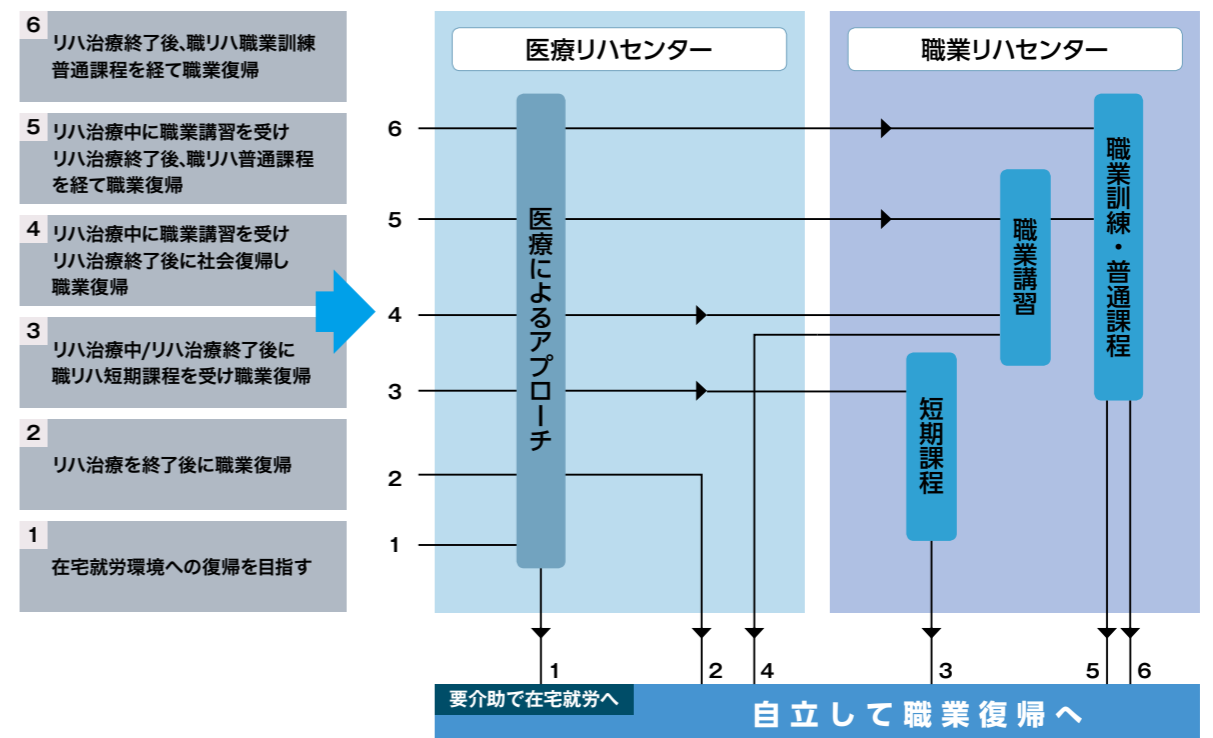 6
リハ治療終了後、職リハ職業訓練
普通課程を経て職業復帰
5
リハ治療中に職業講習を受け
リハ治療終了後、職リハ普通課程
を経て職業復帰
4
リハ治療中に職業講習を受け
リハ治療終了後に社会復帰し
職業復帰
3
リハ治療中/リハ治療終了後に
職リハ短期課程を受け職業復帰
2
リハ治療を終了後に職業復帰
1
在宅就労環境への復帰を目指す
医療リハセンター
職業リハセンター
6
5
4
3
2
1
医療によるアプローチ
短期課程
職業講習
職業訓練・普通課程
1
2
4
3
5
6
要介助で在宅就労へ
自立して職業復帰へ